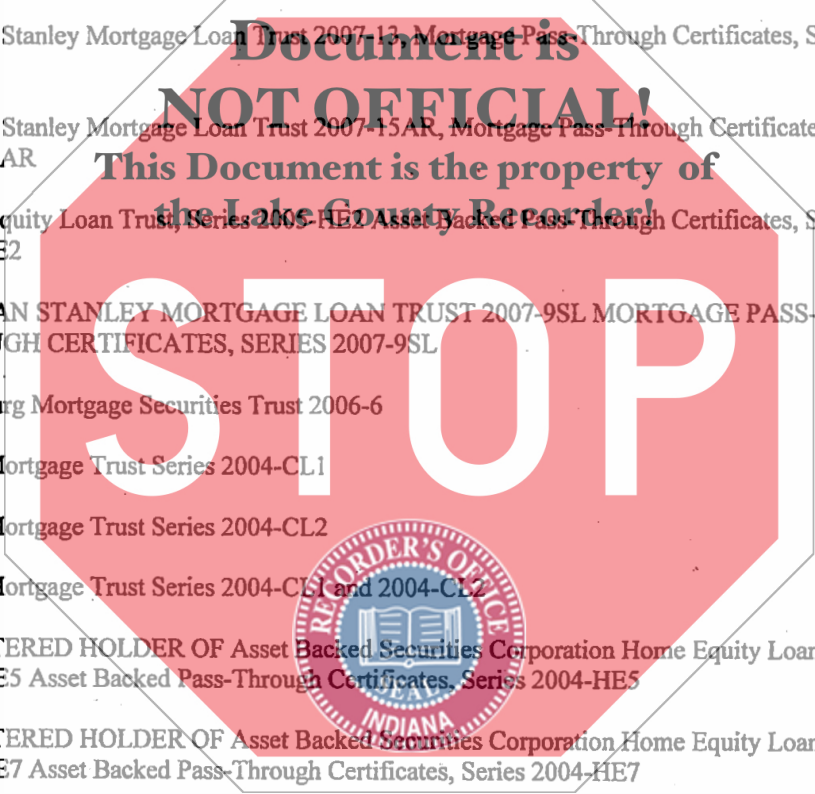 Stanley Mortgage Loan Trust 2007-13, Mortgage Pass-Through Certificates, S
Document is
NOT OFFICIAL!
Stanley Mortgage Loan Trust 2007-15AR, Mortgage Pass-Through Certificate
AR
This Document is the property of
the Lake County Recorder!
quity Loan Trust, Series 2005-HE2 Asset Backed Pass-Through Certificates, S
E2
AN STANLEY MORTGAGE LOAN TRUST 2007-9SL MORTGAGE PASS-
GH CERTIFICATES, SERIES 2007-9SL
STOP
rg Mortgage Securities Trust 2006-6
ortgage Trust Series 2004-CL1
ortgage Trust Series 2004-CL2
ortgage Trust Series 2004-CL1 and 2004-CL2
RECORDER'S OFFICE
SEAL
INDIANA
TERED HOLDER OF Asset Backed Securities Corporation Home Equity Loan
E5 Asset Backed Pass-Through Certificates, Series 2004-HE5
TERED HOLDER OF Asset Backed Securities Corporation Home Equity Loan
E7 Asset Backed Pass-Through Certificates, Series 2004-HE7